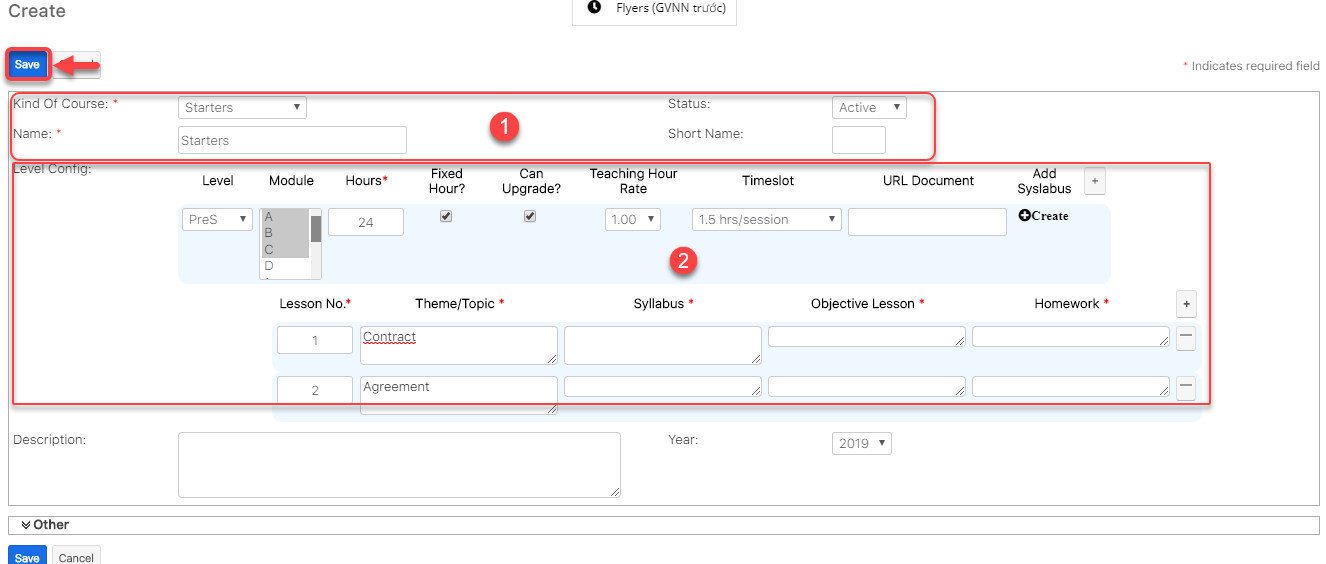 Create
Flyers (GVNN trước)
Save
* Indicates required field
Kind Of Course: * Starters Status: Active
Name: * Starters Short Name:
1
Level Config:
Level Module Hours* Fixed Hour? Can Upgrade? Teaching Hour Rate Timeslot URL Document Add Syslabus +
PreS A B C D 24 1.00 1.5 hrs/session Create
2
Lesson No.* Theme/Topic * Syllabus * Objective Lesson * Homework * +
1 Contract
2 Agreement
Description: Year: 2019
Other
Save Cancel